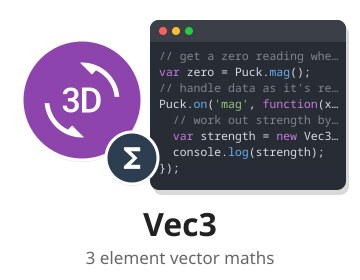 3D
Σ
// get a zero reading whe…
var zero = Puck.mag();
// handle data as it's re…
Puck.on('mag', function(x…
// work out strength by…
var strength = new Vec3…
console.log(strength);
});
Vec3
3 element vector maths